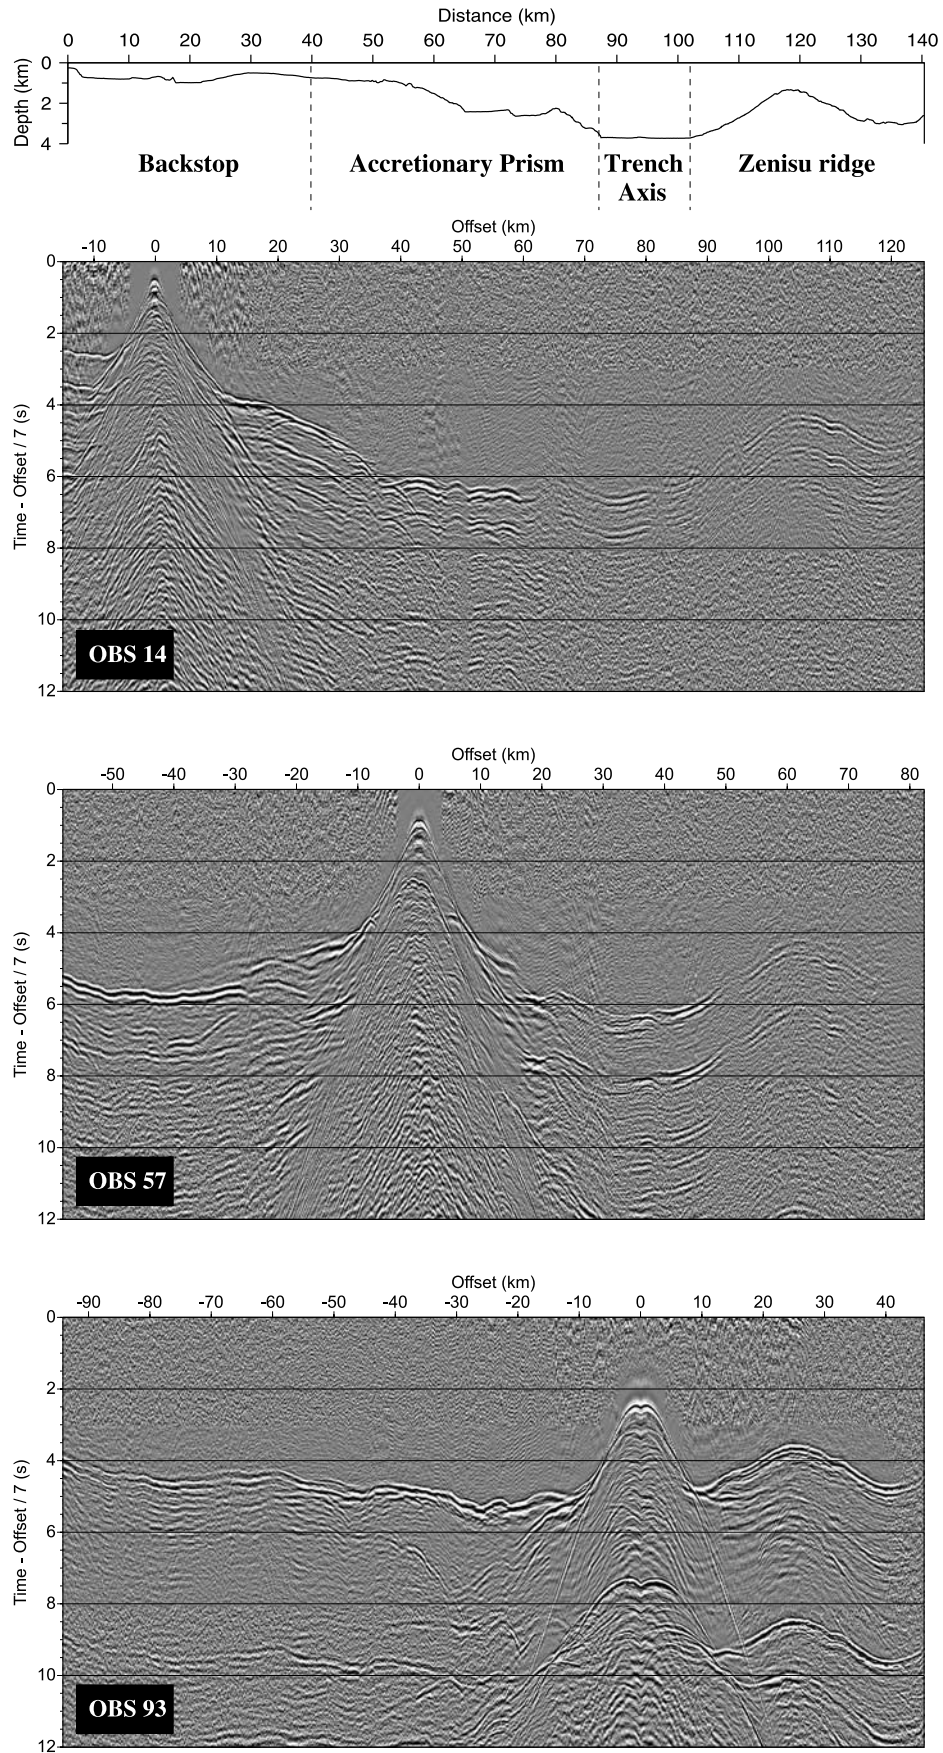 Distance (km)
0 10 20 30 40 50 60 70 80 90 100 110 120 130 140
Depth (km)
0
2
4
Backstop Accretionary Prism Trench Axis Zenisu ridge
Offset (km)
-10 0 10 20 30 40 50 60 70 80 90 100 110 120
Time - Offset / 7 (s)
0
2
4
6
8
10
12
OBS 14
Offset (km)
-50 -40 -30 -20 -10 0 10 20 30 40 50 60 70 80
Time - Offset / 7 (s)
0
2
4
6
8
10
12
OBS 57
Offset (km)
-90 -80 -70 -60 -50 -40 -30 -20 -10 0 10 20 30 40
Time - Offset / 7 (s)
0
2
4
6
8
10
12
OBS 93